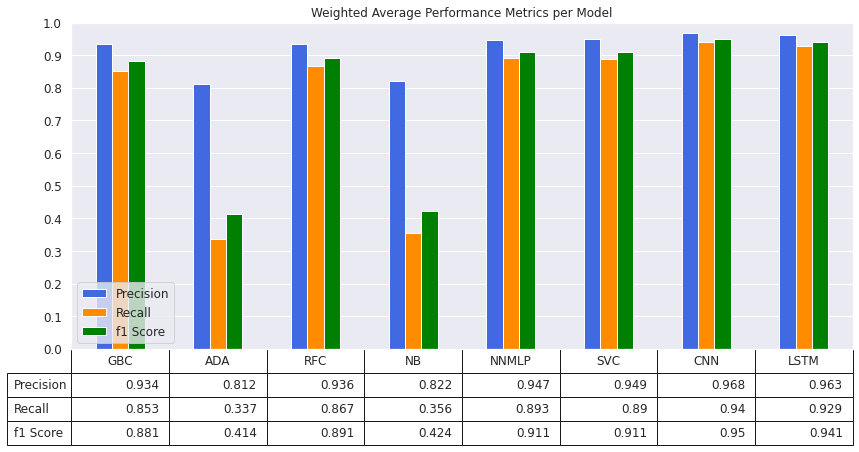 Weighted Average Performance Metrics per Model
1.0
0.9
0.8
0.7
0.6
0.5
0.4
0.3
0.2
0.1
0.0
Precision
Recall
f1 Score
GBC ADA RFC NB NNMLP SVC CNN LSTM
Precision 0.934 0.812 0.936 0.822 0.947 0.949 0.968 0.963
Recall 0.853 0.337 0.867 0.356 0.893 0.89 0.94 0.929
f1 Score 0.881 0.414 0.891 0.424 0.911 0.911 0.95 0.941